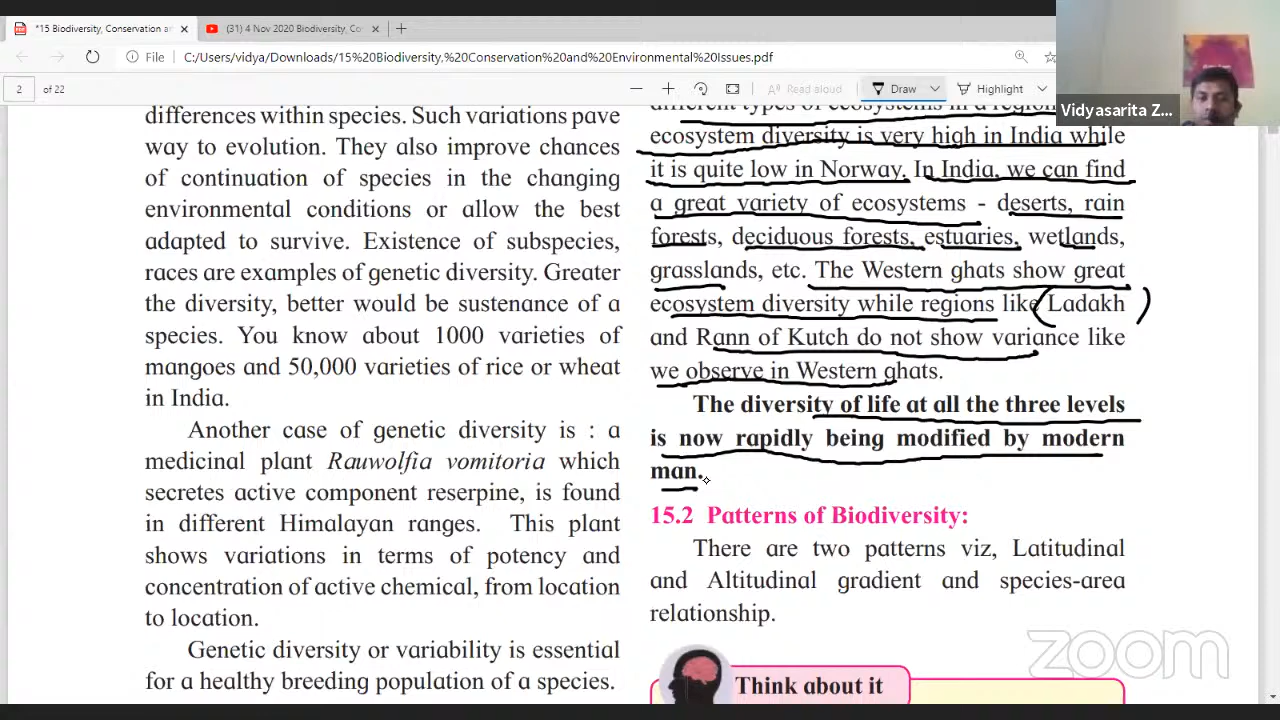 *15 Biodiversity, Conservation an
(31) 4 Nov 2020 Biodiversity, Co
File
C:/Users/vidya/Downloads/15%20Biodiversity,%20Conservation%20and%20Environmental%20Issues.pdf
2 of 22
Read aloud
Draw
Highlight
Vidyasarita Z...
differences within species. Such variations pave
way to evolution. They also improve chances
of continuation of species in the changing
environmental conditions or allow the best
adapted to survive. Existence of subspecies,
races are examples of genetic diversity. Greater
the diversity, better would be sustenance of a
species. You know about 1000 varieties of
mangoes and 50,000 varieties of rice or wheat
in India.
Another case of genetic diversity is : a
medicinal plant Rauwolfia vomitoria which
secretes active component reserpine, is found
in different Himalayan ranges. This plant
shows variations in terms of potency and
concentration of active chemical, from location
to location.
Genetic diversity or variability is essential
for a healthy breeding population of a species.
different types of ecosystems in a region
ecosystem diversity is very high in India while
it is quite low in Norway. In India, we can find
a great variety of ecosystems - deserts, rain
forests, deciduous forests, estuaries, wetlands,
grasslands, etc. The Western ghats show great
ecosystem diversity while regions like Ladakh
and Rann of Kutch do not show variance like
we observe in Western ghats.
The diversity of life at all the three levels
is now rapidly being modified by modern
man.
15.2 Patterns of Biodiversity:
There are two patterns viz, Latitudinal
and Altitudinal gradient and species-area
relationship.
Think about it
zoom